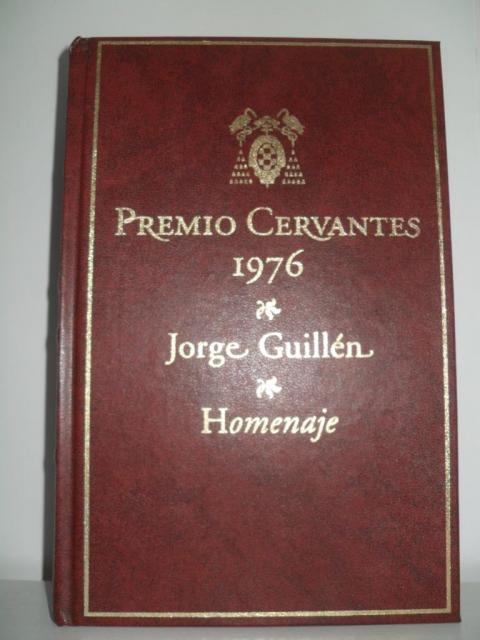 PREMIO CERVANTES
1976
Jorge Guillén
Homenaje